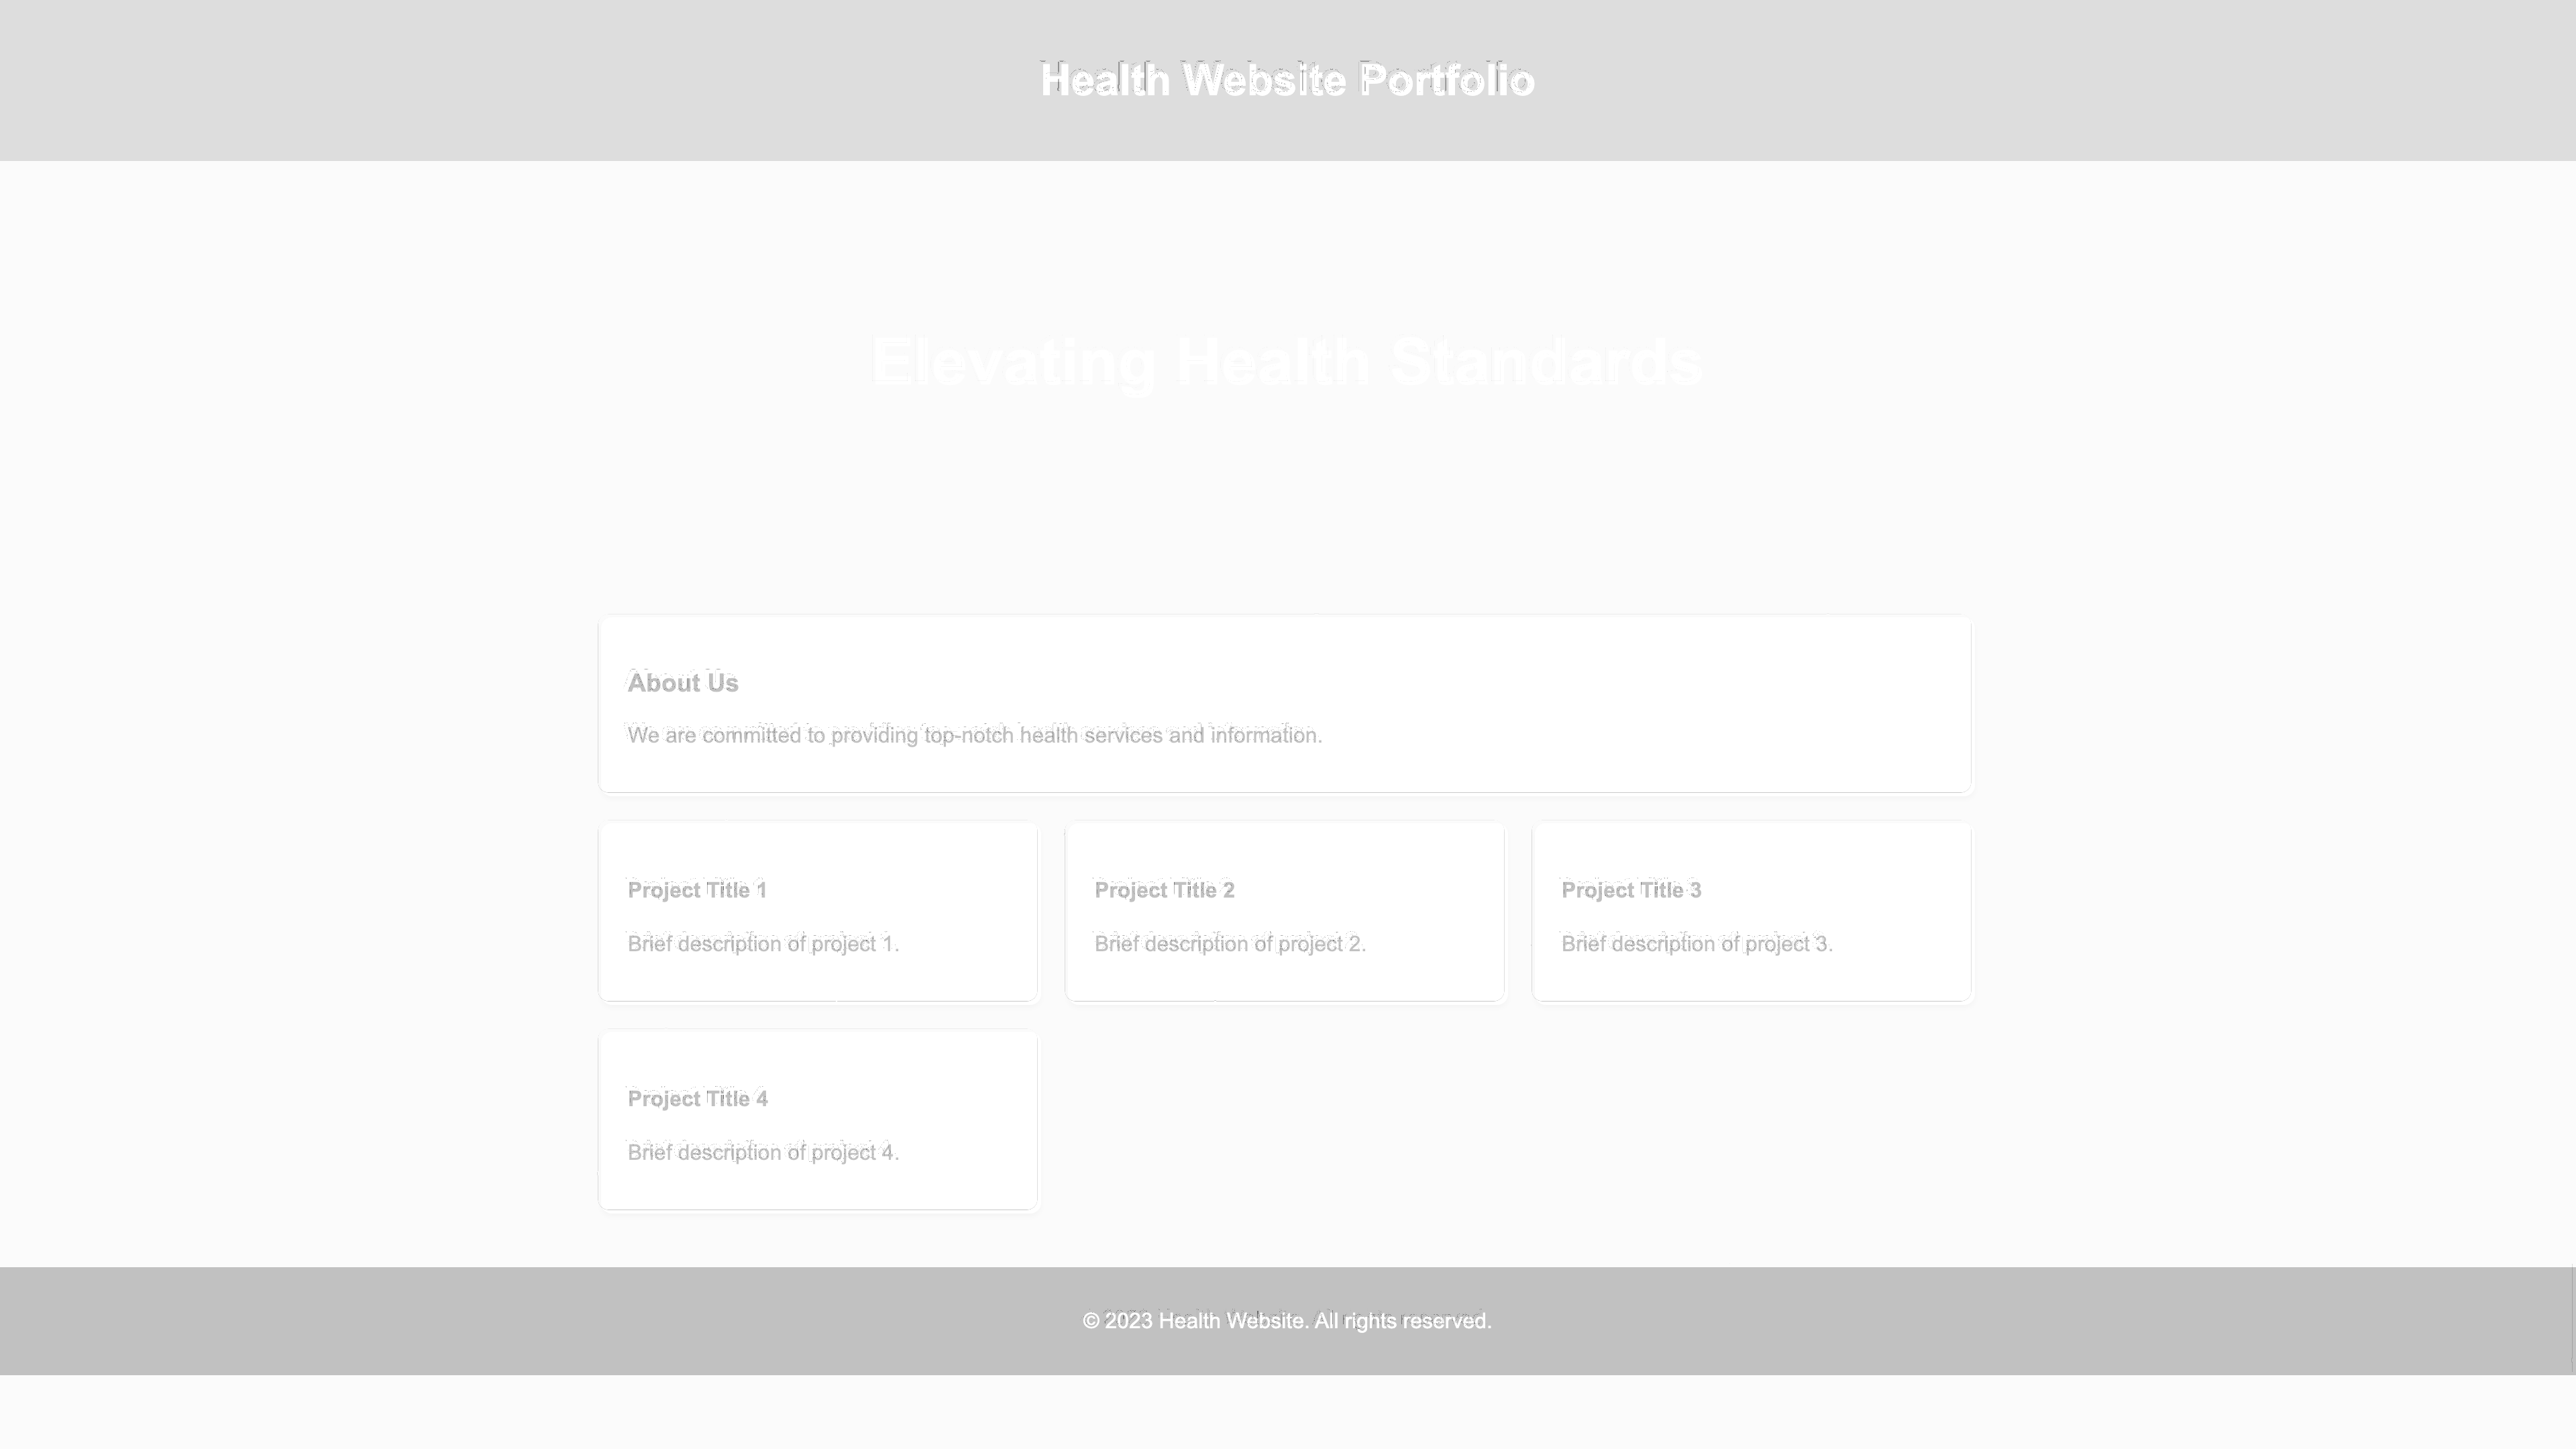 Health Website Portfolio
Elevating Health Standards
About Us
We are committed to providing top-notch health services and information.
Project Title 1
Brief description of project 1.
Project Title 2
Brief description of project 2.
Project Title 3
Brief description of project 3.
Project Title 4
Brief description of project 4.
© 2023 Health Website. All rights reserved.